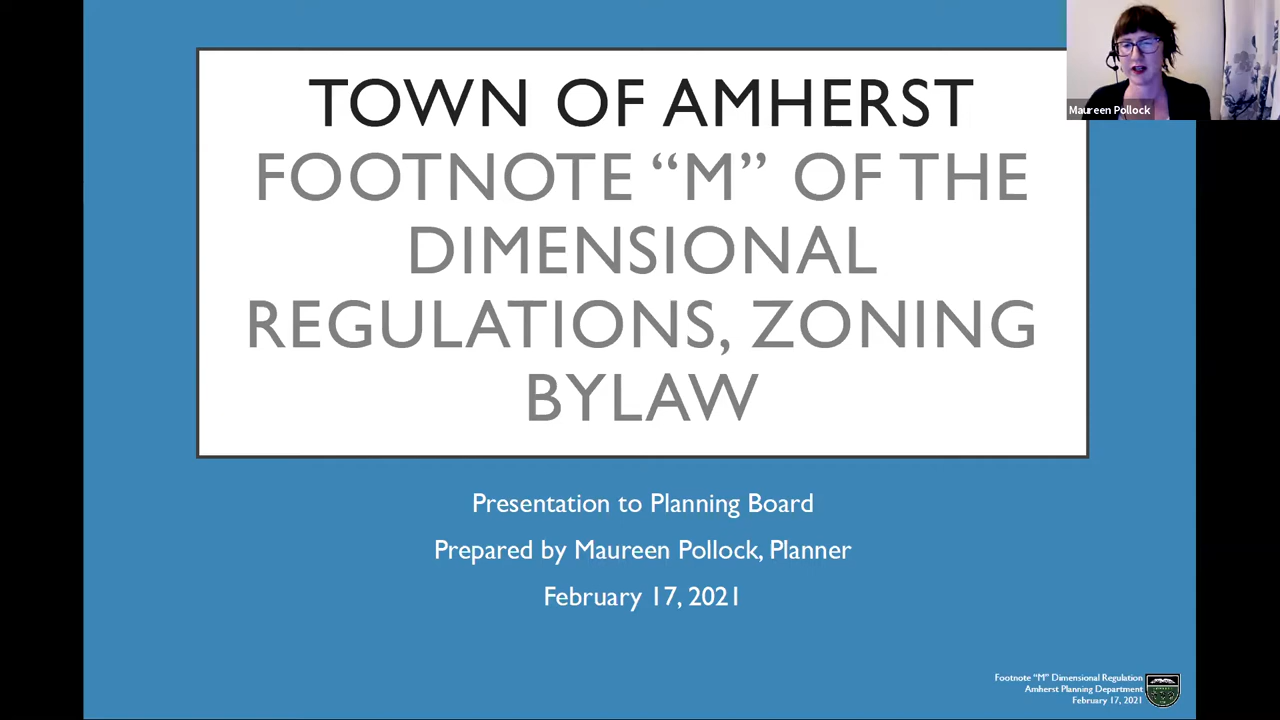 TOWN OF AMHERST
FOOTNOTE “M” OF THE
DIMENSIONAL
REGULATIONS, ZONING
BYLAW
Presentation to Planning Board
Prepared by Maureen Pollock, Planner
February 17, 2021
Maureen Pollock
Footnote “M” Dimensional Regulation
Amherst Planning Department
February 17, 2021